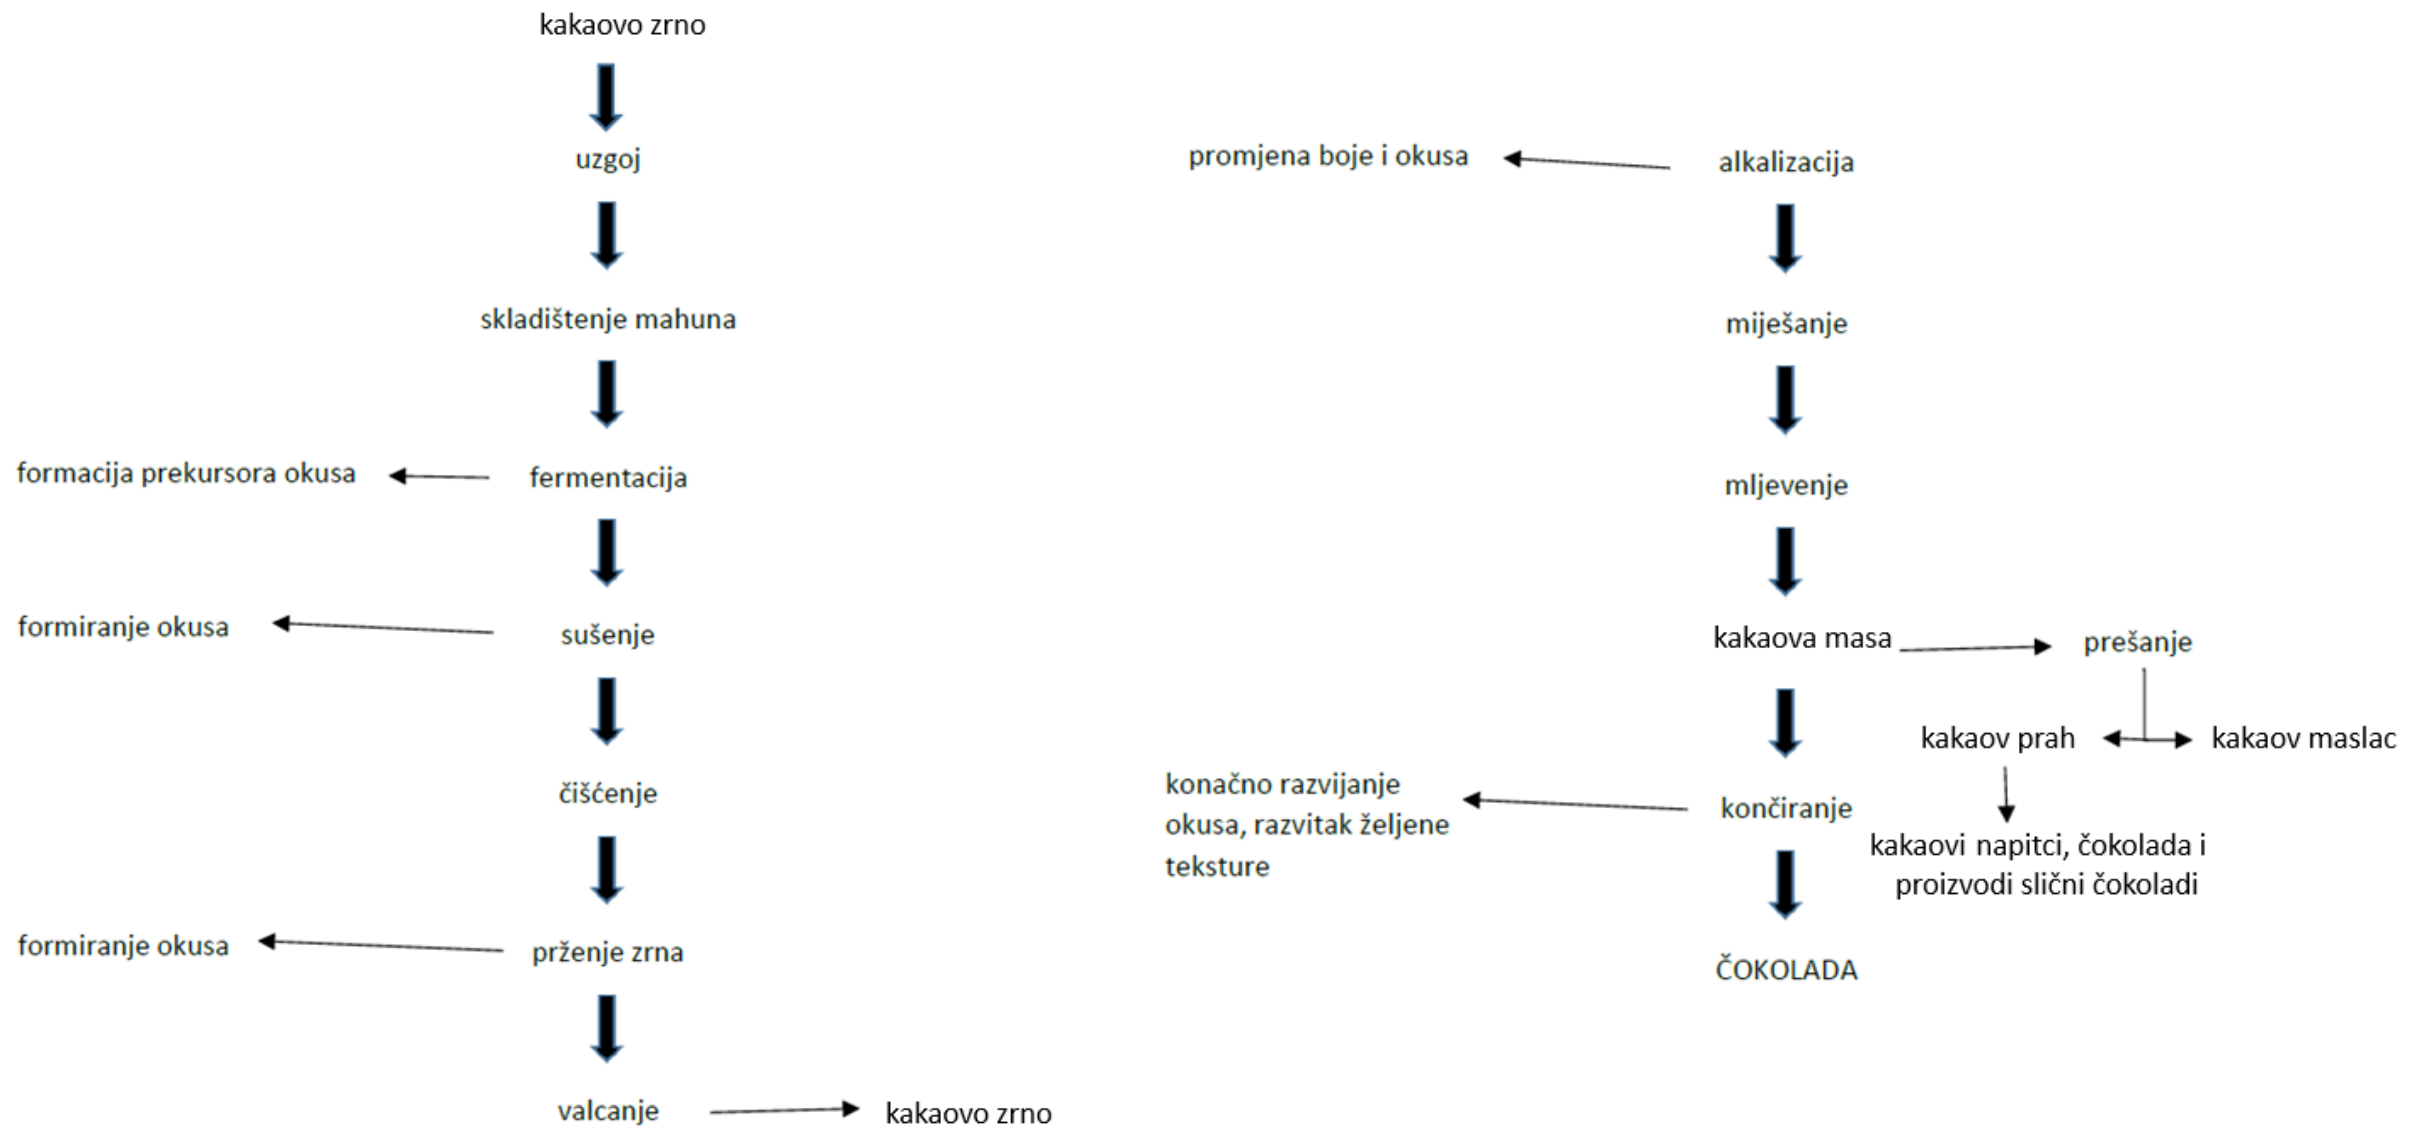 kakaovo zrno
uzgoj
skladištenje mahuna
formacija prekursora okusa
fermentacija
formiranje okusa
sušenje
čišćenje
formiranje okusa
prženje zrna
valcanje
kakaovo zrno
promjena boje i okusa
alkalizacija
miješanje
mljevenje
kakaova masa
prešanje
kakaov prah
kakaov maslac
konačno razvijanje
okusa, razvitak željene
teksture
končiranje
kakaovi napitci, čokolada i
proizvodi slični čokoladi
ČOKOLADA